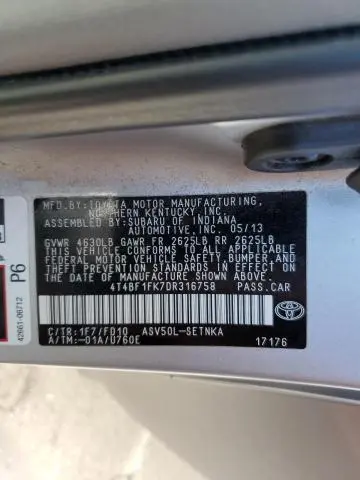 MFD.BY:TOYOTA MOTOR MANUFACTURING,
NORTHERN KENTUCKY,INC.
ASSEMBLED BY:SUBARU OF INDIANA
AUTOMOTIVE,INC. 05/13
GVWR 4630LB GAWR FR 2625LB RR 2625LB
THIS VEHICLE CONFORMS TO ALL APPLICABLE
FEDERAL MOTOR VEHICLE SAFETY,BUMPER,AND
THEFT PREVENTION STANDARDS IN EFFECT ON THE
DATE OF MANUFACTURE SHOWN ABOVE.
4T4BF1FK7DR316758 PASS.CAR
C/TR:1F7/FD10 ASV50L-SETNKA
A/TM:-01A/U760E 17176
TOYOTA
P6
42661-06712